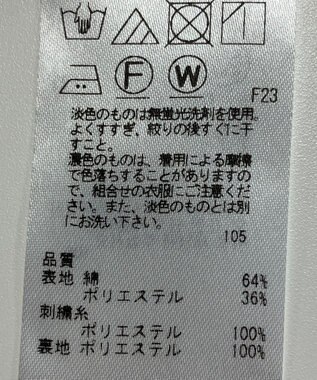 F
W
F23
淡色のものは無蛍光洗剤を使用。
よくすすぎ、絞りの後すぐに干
すこと。
濃色のものは、着用による摩擦
で色落ちすることがありますの
で、組合せの衣服にご注意くだ
さい。また、淡色のものとは別
にお洗い下さい。
105
品質
表地 綿 64%
ポリエステル 36%
刺繍糸
ポリエステル 100%
裏地 ポリエステル 100%